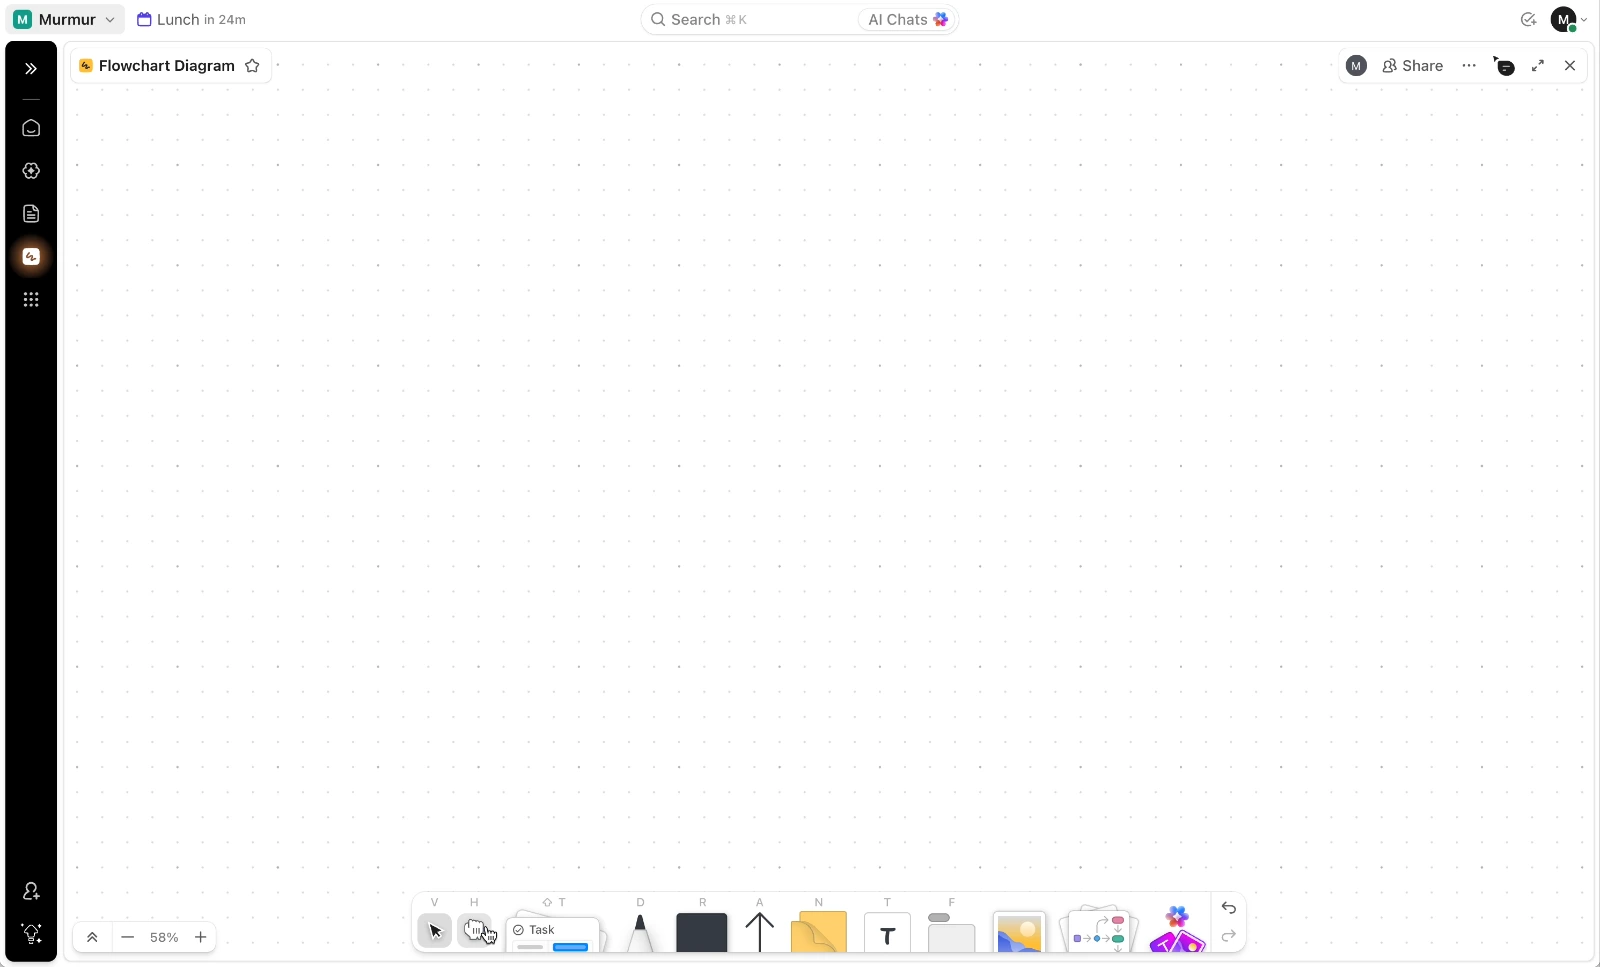 M Murmur Lunch in 24m Search ⌘ K AI Chats M
Flowchart Diagram M Share
V H ⇧ T D R A N T F
Task T
58%